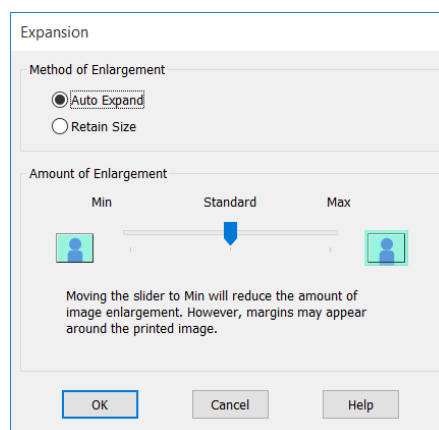 Expansion
Method of Enlargement
Auto Expand
Retain Size
Amount of Enlargement
Min Standard Max
Moving the slider to Min will reduce the amount of
image enlargement. However, margins may appear
around the printed image.
OK Cancel Help